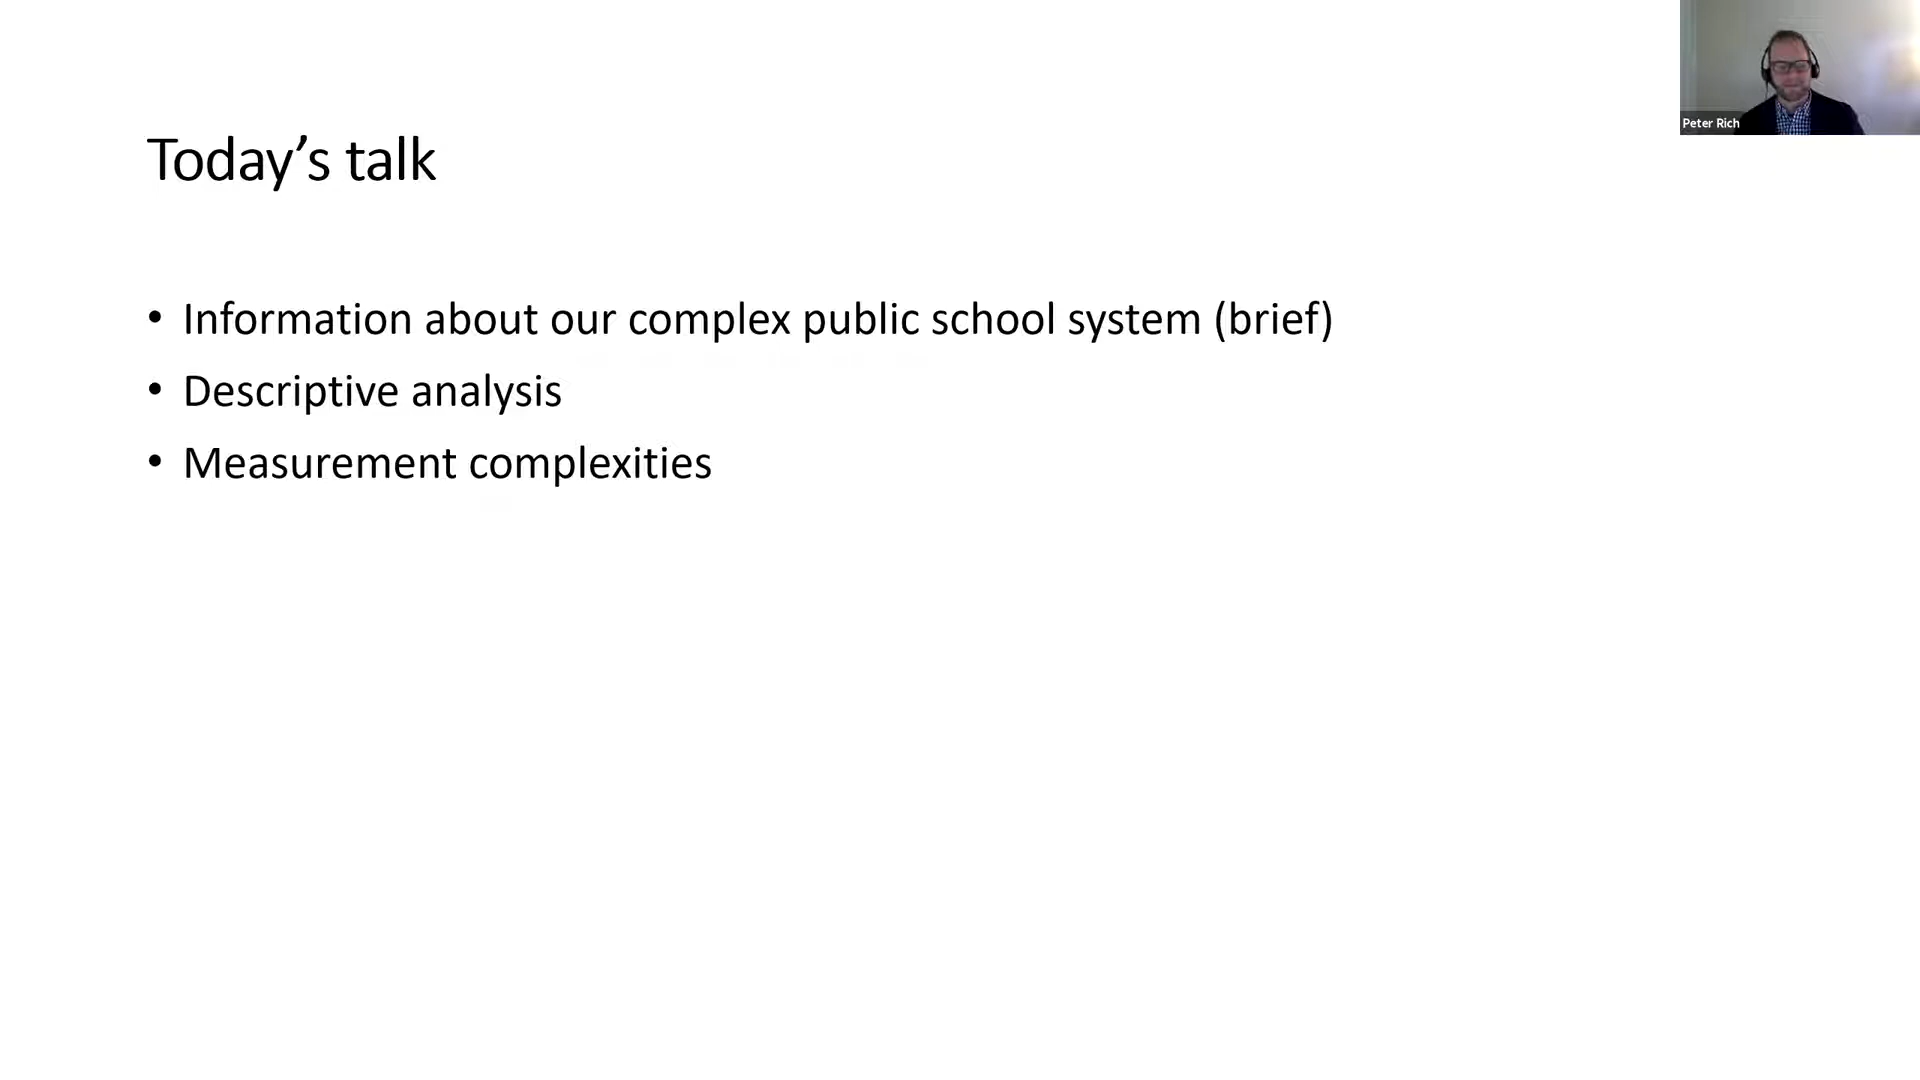 Peter Rich
Today’s talk
• Information about our complex public school system (brief)
• Descriptive analysis
• Measurement complexities